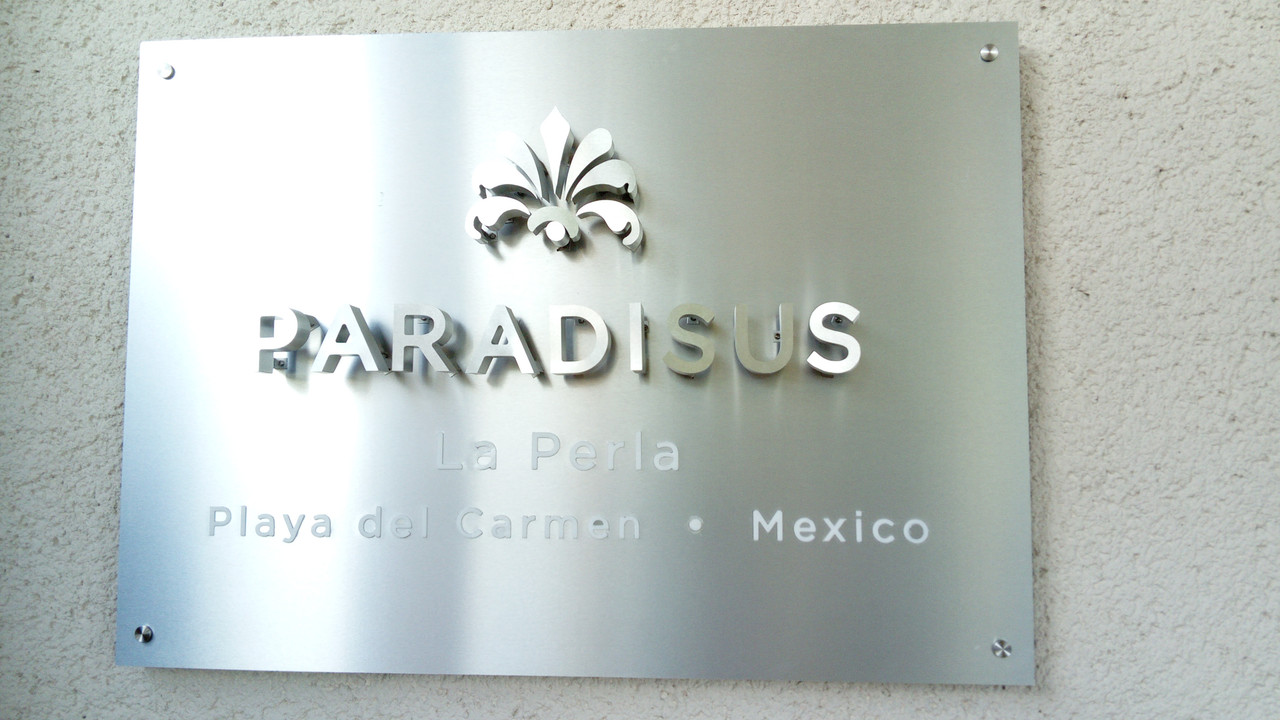 PARADISUS
La Perla
Playa del Carmen • Mexico